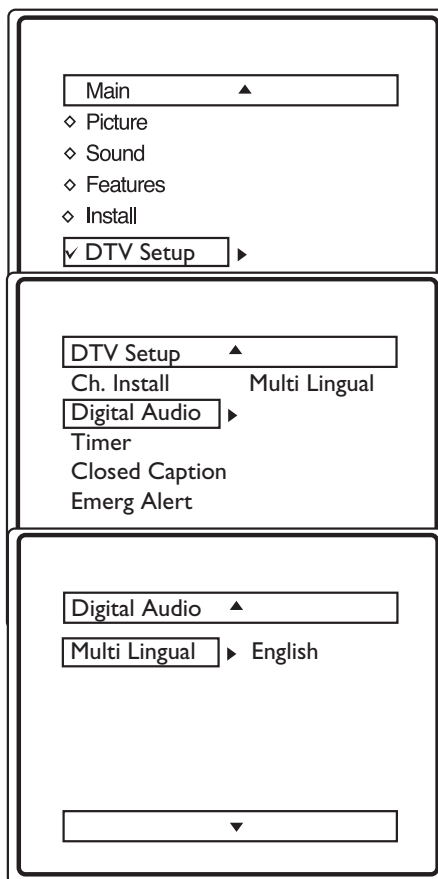 Main
Picture
Sound
Features
Install
DTV Setup
DTV Setup
Ch. Install Multi Lingual
Digital Audio
Timer
Closed Caption
Emerg Alert
Digital Audio
Multi Lingual English